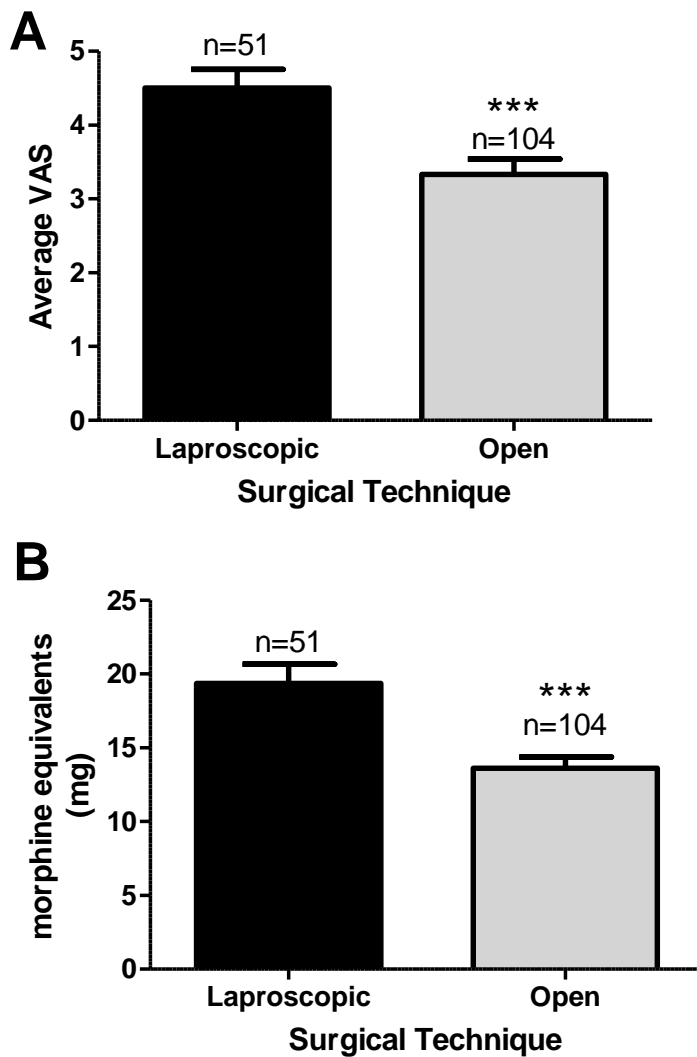 A
n=51
***
n=104
5
4
3
2
1
0
Average VAS
Laproscopic Open
Surgical Technique
B
25
20
15
10
5
0
n=51
***
n=104
morphine equivalents
(mg)
Laproscopic Open
Surgical Technique